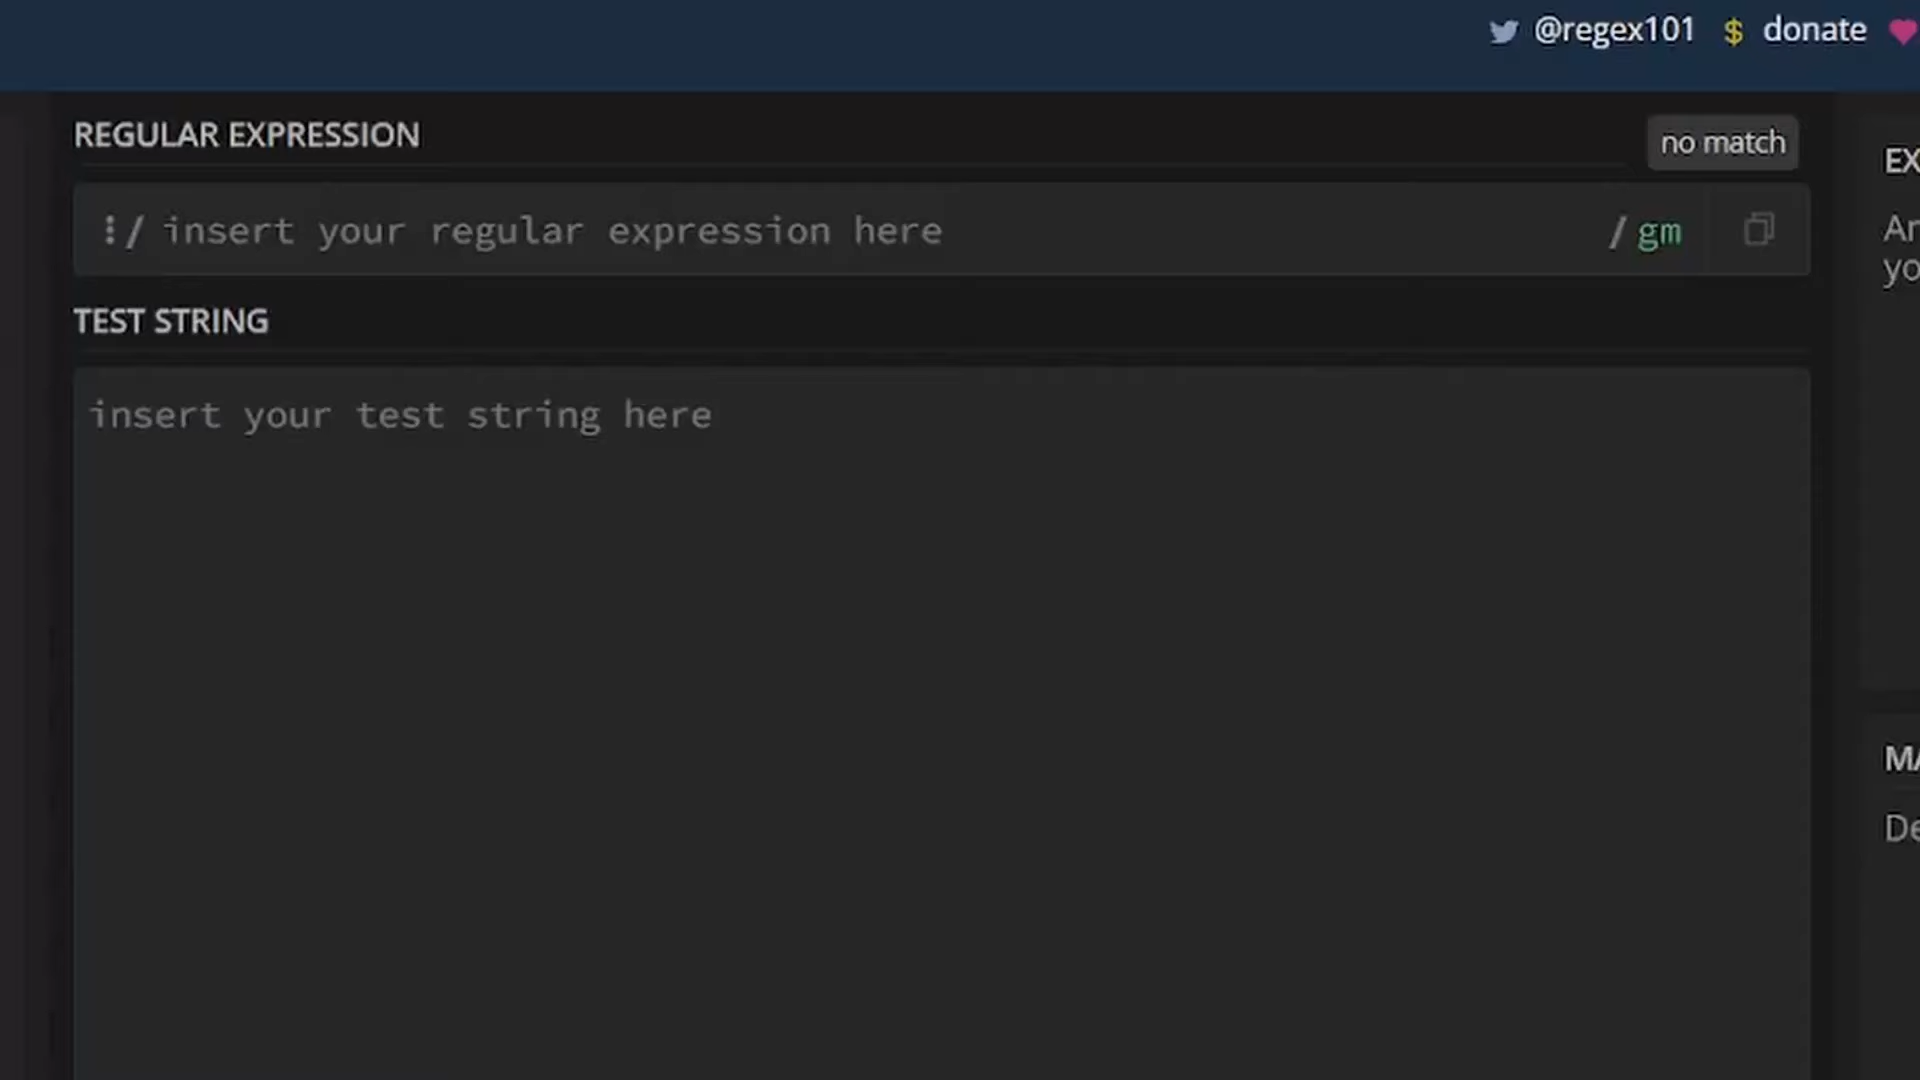 @regex101 $ donate
REGULAR EXPRESSION
no match
/ insert your regular expression here / gm
TEST STRING
insert your test string here